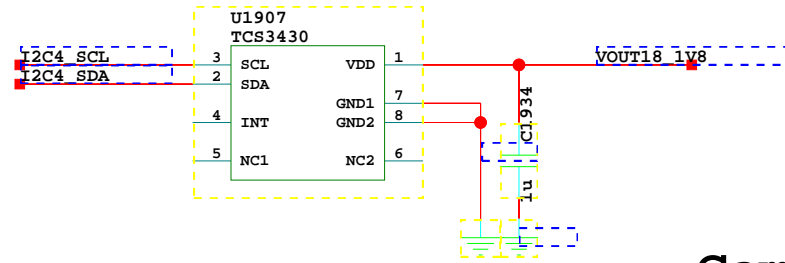 U1907
TCS3430
I2C4_SCL 3 SCL VDD 1 VOUT18_1V8
I2C4_SDA 2 SDA
GND1 7
4 INT GND2 8
C1934
5 NC1 NC2 6
1u